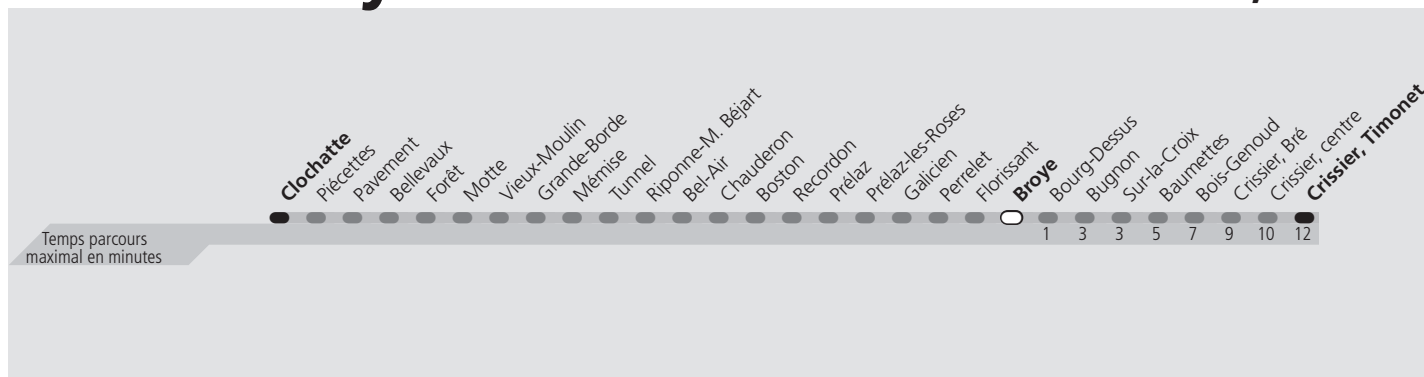 Clochatte
Piécettes
Pavement
Bellevaux
Forêt
Motte
Vieux-Moulin
Grande-Borde
Mémise
Tunnel
Riponne-M. Béjart
Bel-Air
Chauderon
Boston
Recordon
Prélaz
Prélaz-les-Roses
Galicien
Perrelet
Florissant
Broye
Bourg-Dessus
Bugnon
Sur-la-Croix
Baumettes
Bois-Genoud
Crissier, Bré
Crissier, centre
Crissier, Timonet
Temps parcours
maximal en minutes
1 3 3 5 7 9 10 12